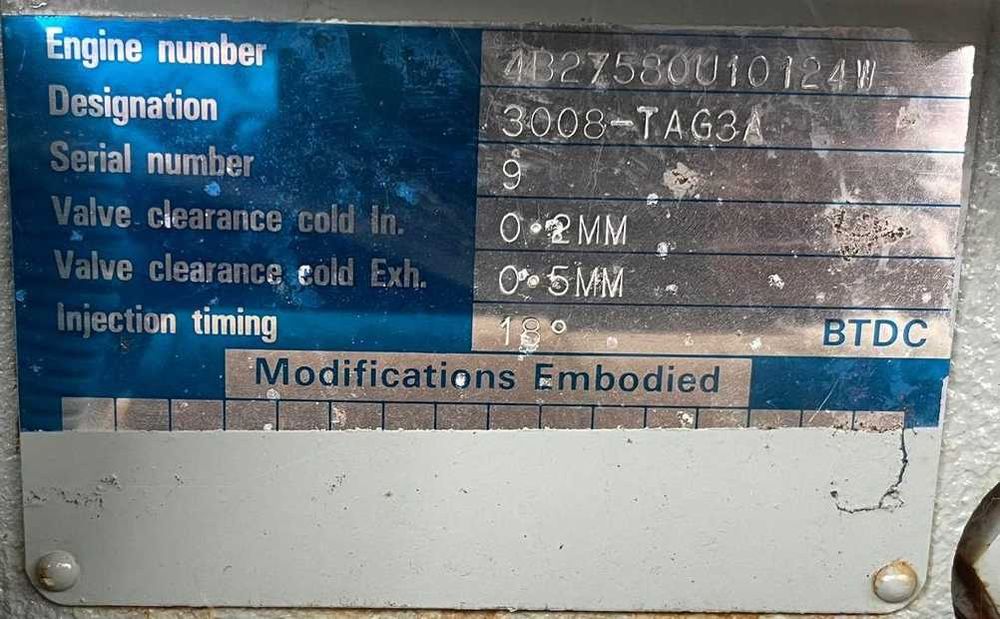 Engine number 4B27580U10124W
Designation 3008-TAG3A
Serial number 9
Valve clearance cold In. 0.2MM
Valve clearance cold Exh. 0.5MM
Injection timing 18° BTDC
Modifications Embodied